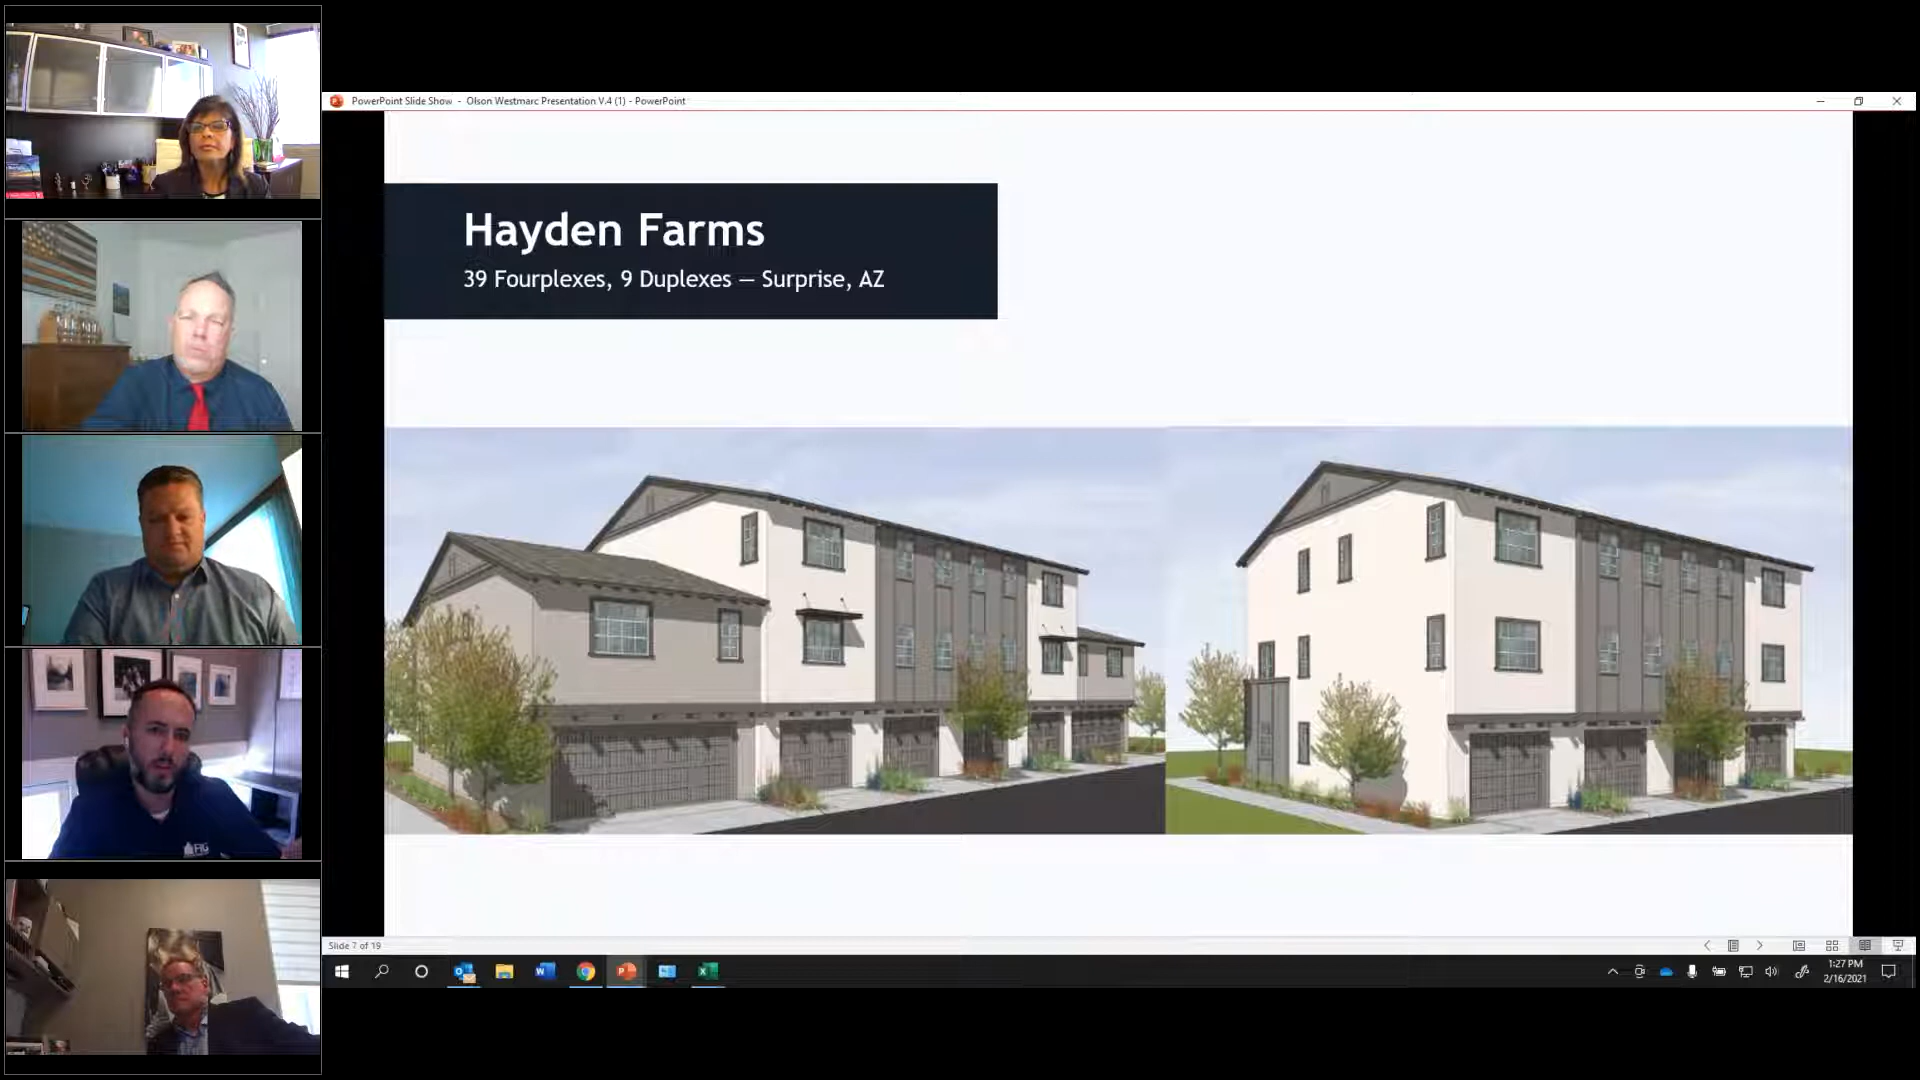 PowerPoint Slide Show - Olson Westmarc Presentation V.4 (1) - PowerPoint
Hayden Farms
39 Fourplexes, 9 Duplexes — Surprise, AZ
FIG
Slide 7 of 19
1:27 PM
2/16/2021